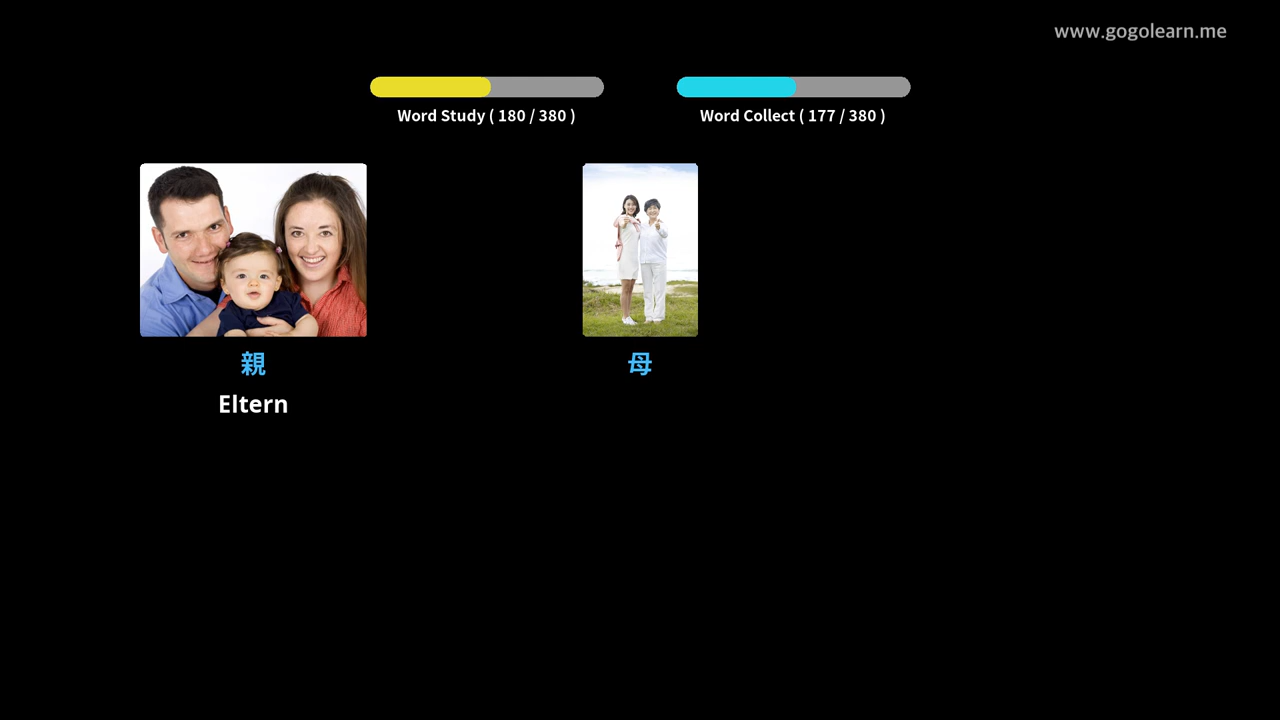 www.gogolearn.me
Word Study ( 180 / 380 )
Word Collect ( 177 / 380 )
親
母
Eltern